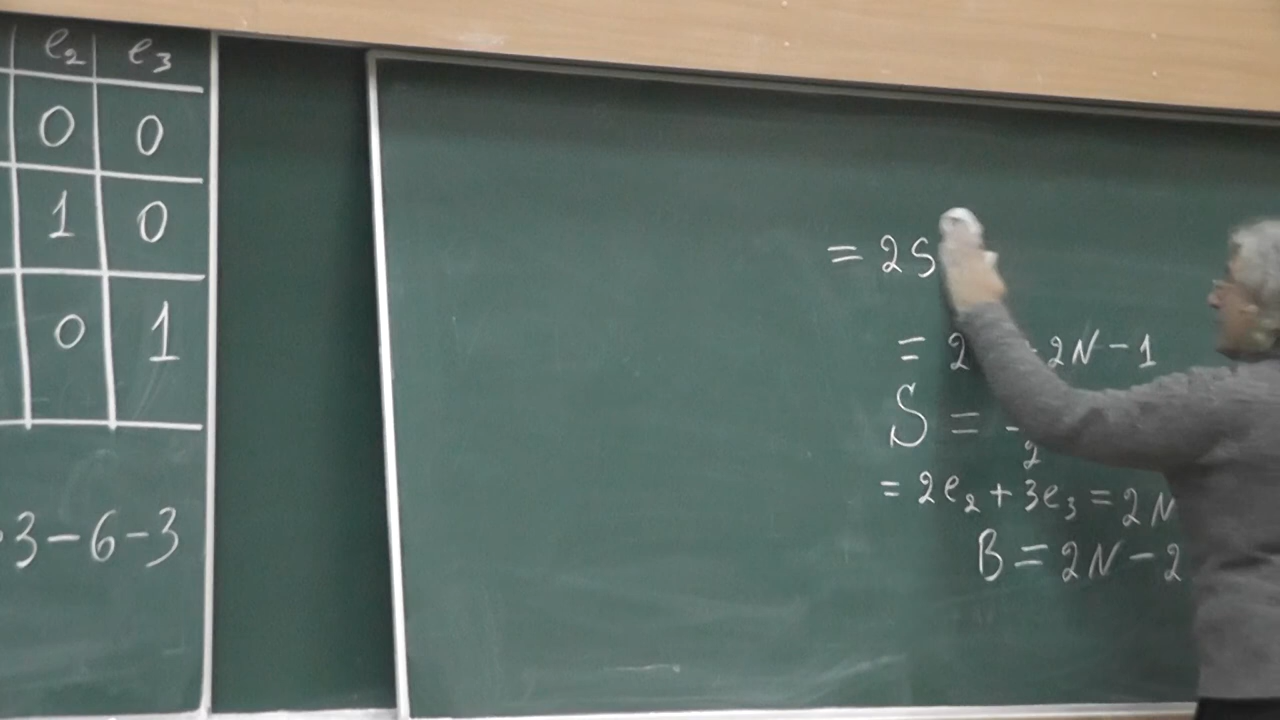 e₂ e₃
0 0
1 0
0 1
3-6-3
= 2S
= 2 2N-1
S = 2
= 2e₂+3e₃=2N
B=2N-2